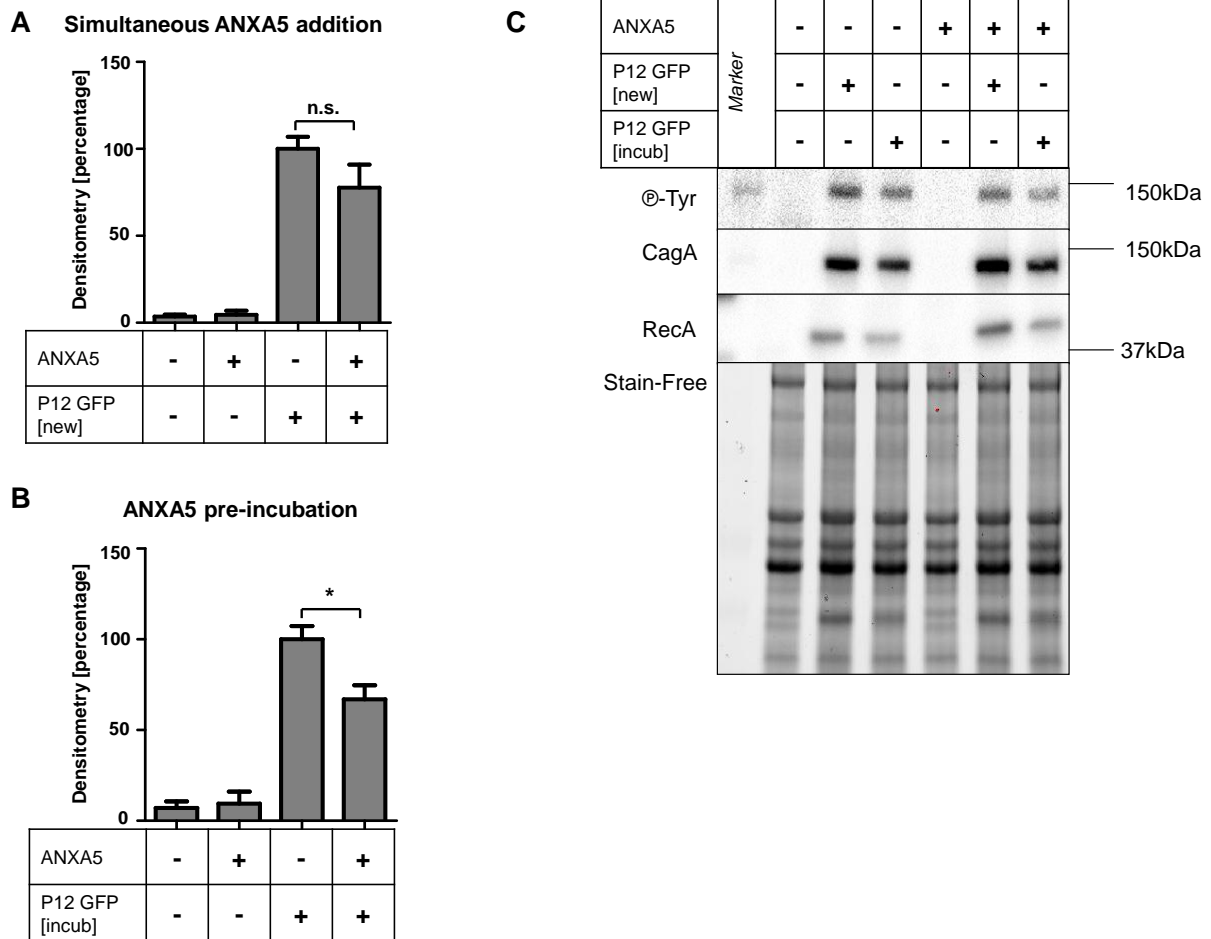 A
Simultaneous ANXA5 addition
Densitometry [percentage]
150
100
50
0
n.s.
ANXA5 - + - +
P12 GFP
[new] - - + +
B
ANXA5 pre-incubation
Densitometry [percentage]
150
100
50
0
*
ANXA5 - + - +
P12 GFP
[incub] - - + +
C
Marker
ANXA5 - - - + + +
P12 GFP
[new] - + - - + -
P12 GFP
[incub] - - + - - +
℗-Tyr 150kDa
CagA 150kDa
RecA 37kDa
Stain-Free